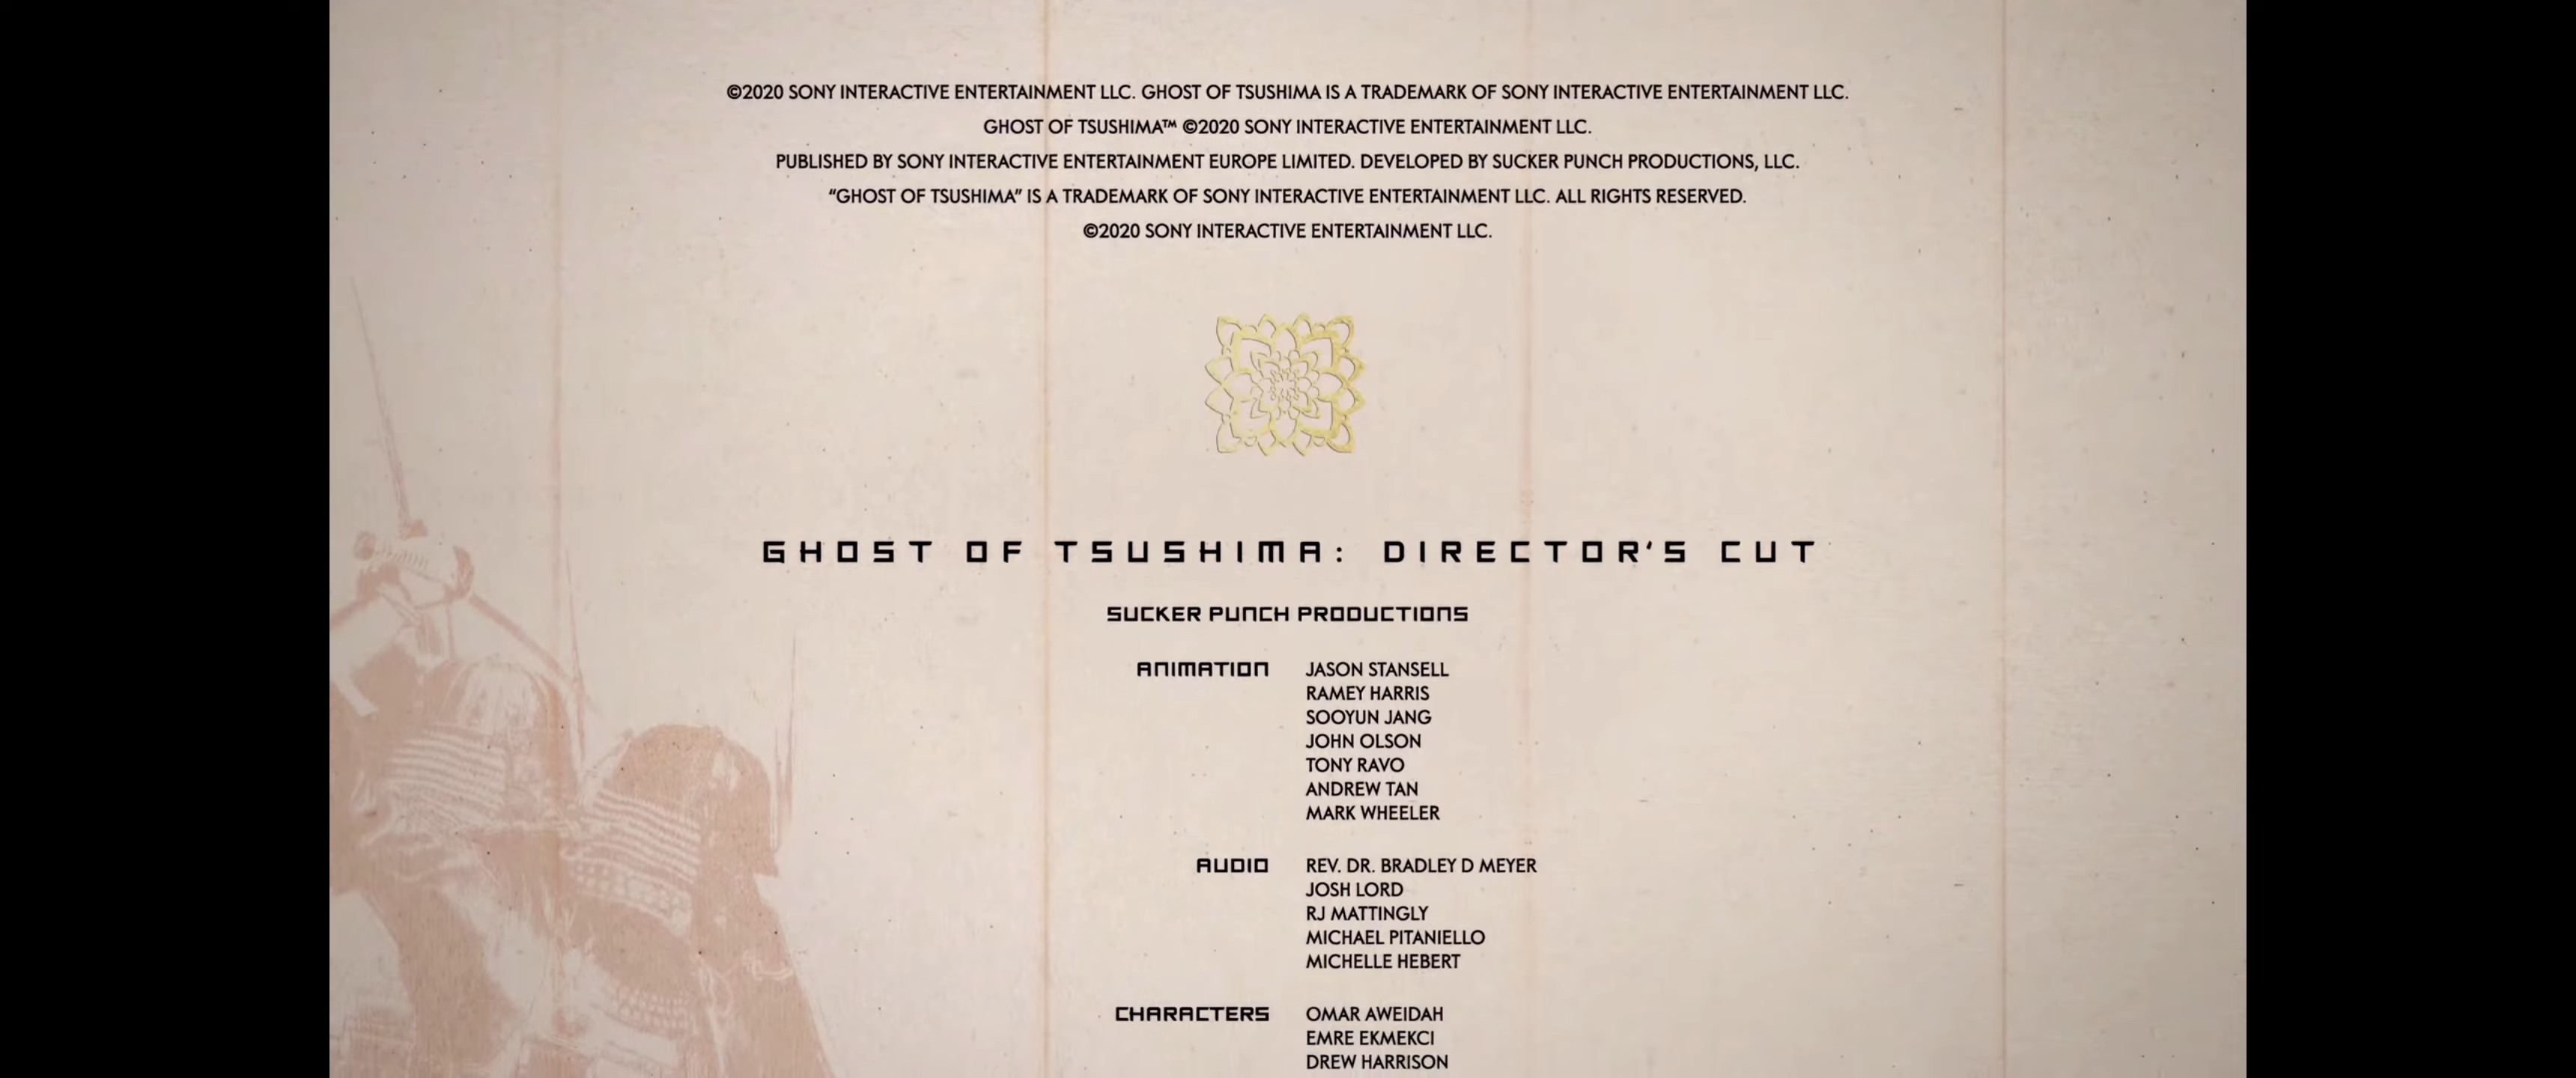 ©2020 SONY INTERACTIVE ENTERTAINMENT LLC. GHOST OF TSUSHIMA IS A TRADEMARK OF SONY INTERACTIVE ENTERTAINMENT LLC.
GHOST OF TSUSHIMA™ ©2020 SONY INTERACTIVE ENTERTAINMENT LLC.
PUBLISHED BY SONY INTERACTIVE ENTERTAINMENT EUROPE LIMITED. DEVELOPED BY SUCKER PUNCH PRODUCTIONS, LLC.
“GHOST OF TSUSHIMA” IS A TRADEMARK OF SONY INTERACTIVE ENTERTAINMENT LLC. ALL RIGHTS RESERVED.
©2020 SONY INTERACTIVE ENTERTAINMENT LLC.
GHOST OF TSUSHIMA: DIRECTOR'S CUT
SUCKER PUNCH PRODUCTIONS
ANIMATION JASON STANSELL
RAMEY HARRIS
SOOYUN JANG
JOHN OLSON
TONY RAVO
ANDREW TAN
MARK WHEELER
AUDIO REV. DR. BRADLEY D MEYER
JOSH LORD
RJ MATTINGLY
MICHAEL PITANIELLO
MICHELLE HEBERT
CHARACTERS OMAR AWEIDAH
EMRE EKMEKCI
DREW HARRISON